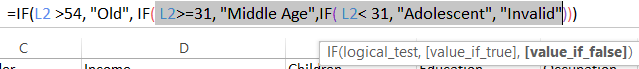 =IF(L2 >54, "Old", IF( L2>=31, "Middle Age",IF( L2< 31, "Adolescent", "Invalid")))
C D
IF(logical_test, [value_if_true], [value_if_false])
Income Children Education